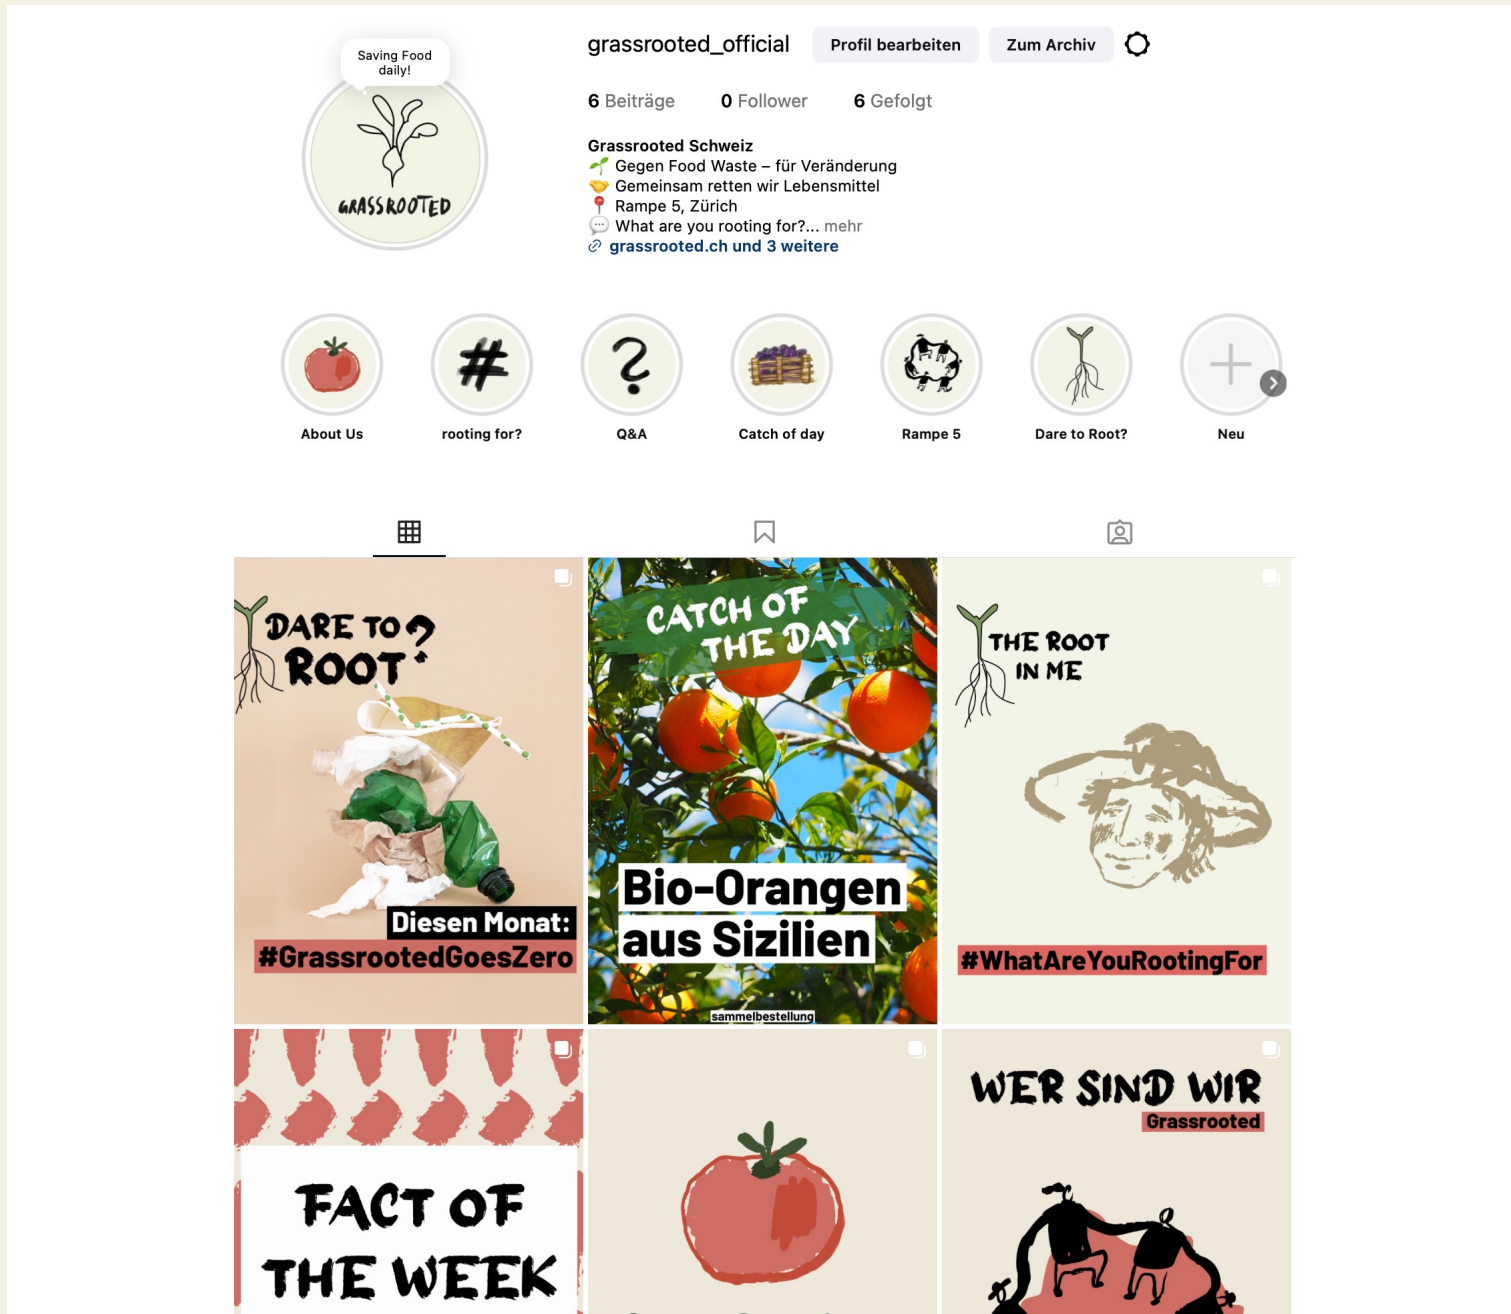 Saving Food
daily!
GRASSROOTED
grassrooted_official
Profil bearbeiten
Zum Archiv
6 Beiträge
0 Follower
6 Gefolgt
Grassrooted Schweiz
🌱 Gegen Food Waste – für Veränderung
🤝 Gemeinsam retten wir Lebensmittel
📍 Rampe 5, Zürich
💬 What are you rooting for?... mehr
grassrooted.ch und 3 weitere
#
?
About Us
rooting for?
Q&A
Catch of day
Rampe 5
Dare to Root?
Neu
DARE TO
ROOT?
Diesen Monat:
#GrassrootedGoesZero
CATCH OF
THE DAY
Bio-Orangen
aus Sizilien
sammelbestellung
THE ROOT
IN ME
#WhatAreYouRootingFor
FACT OF
THE WEEK
WER SIND WIR
Grassrooted